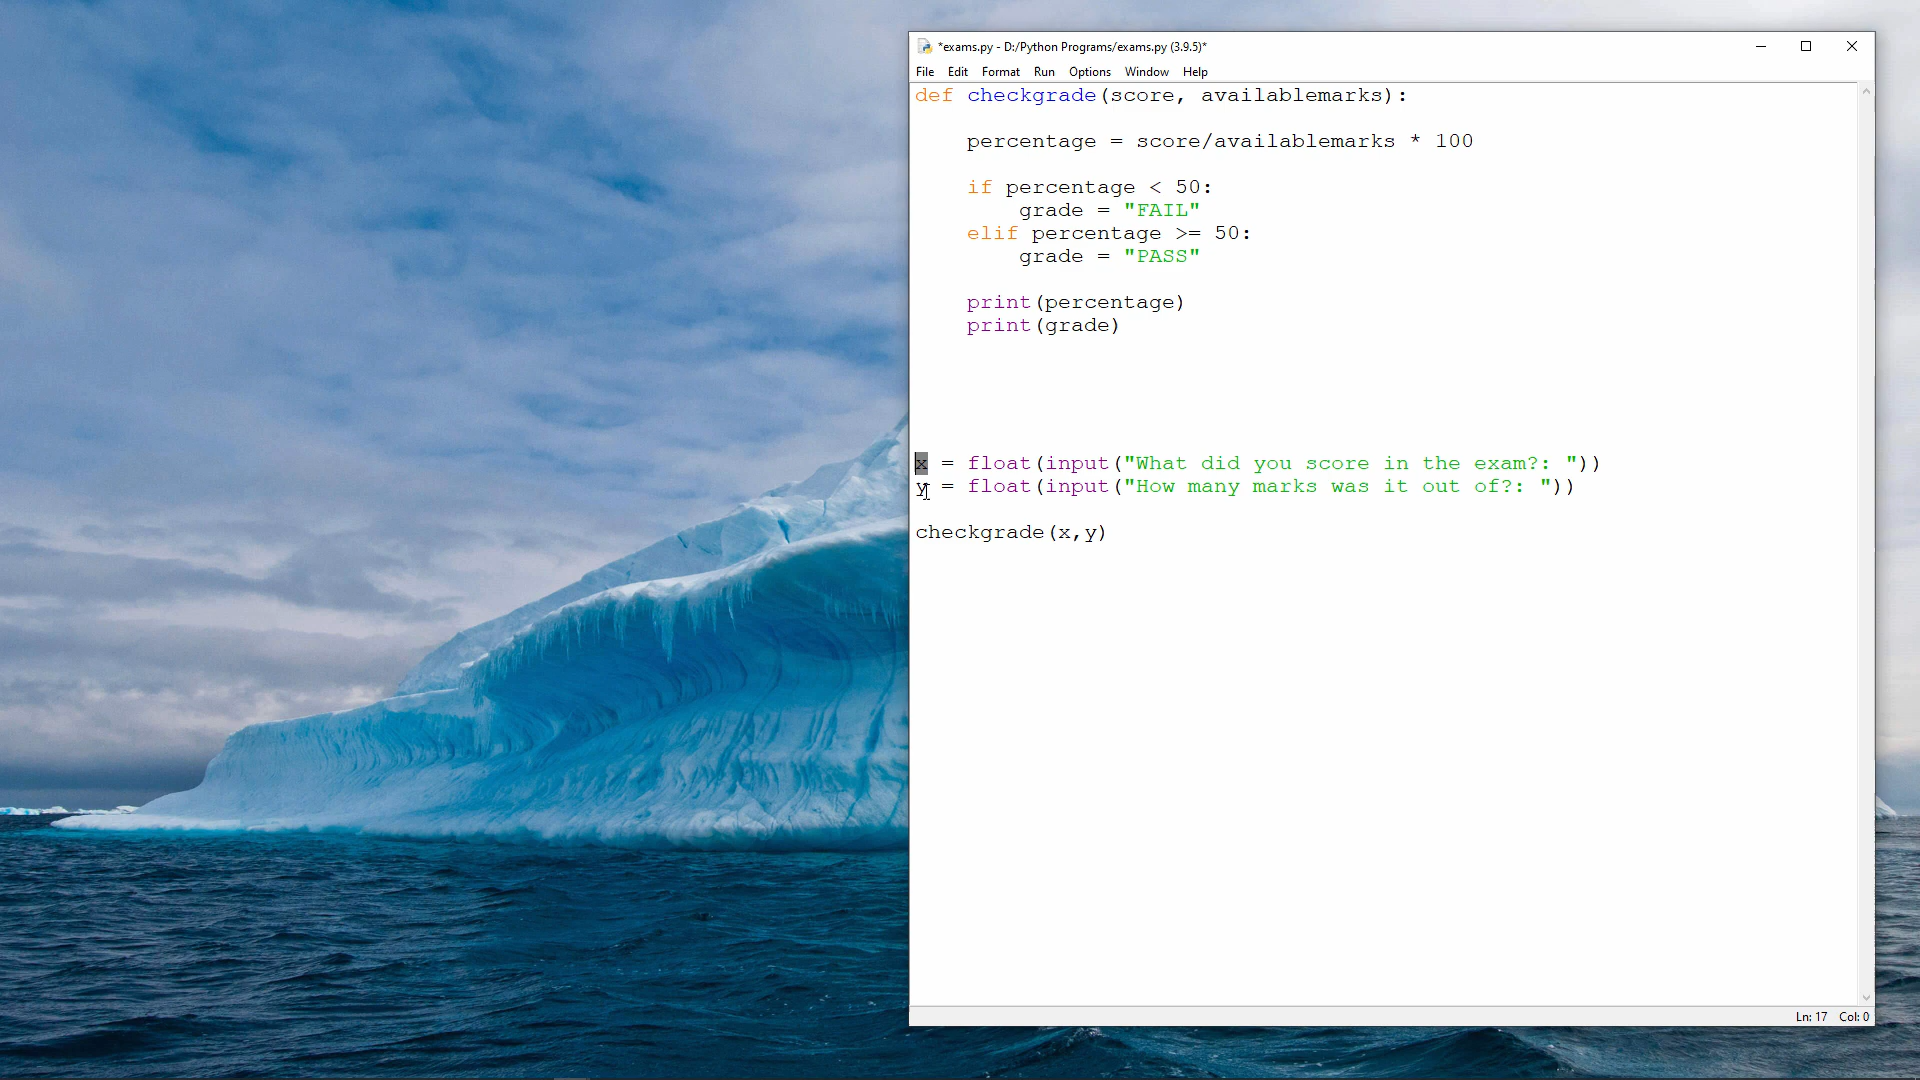 *exams.py - D:/Python Programs/exams.py (3.9.5)*
File Edit Format Run Options Window Help
def checkgrade(score, availablemarks):
percentage = score/availablemarks * 100
if percentage < 50:
grade = "FAIL"
elif percentage >= 50:
grade = "PASS"
print(percentage)
print(grade)
x = float(input("What did you score in the exam?: "))
y = float(input("How many marks was it out of?: "))
checkgrade(x,y)
Ln: 17 Col: 0